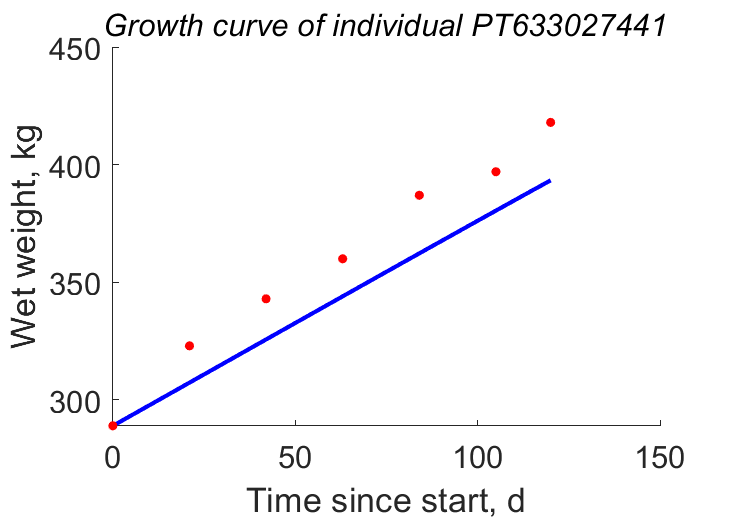 Growth curve of individual PT633027441
Wet weight, kg
450
400
350
300
0 50 100 150
Time since start, d